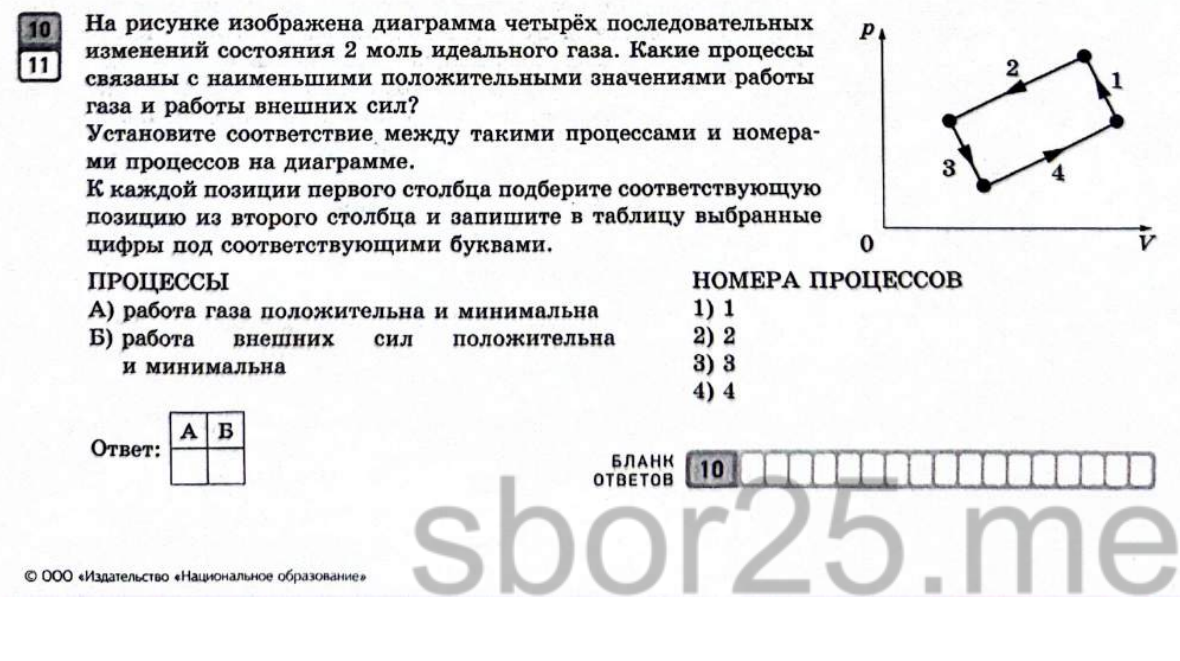 10
11
На рисунке изображена диаграмма четырёх последовательных
изменений состояния 2 моль идеального газа. Какие процессы
связаны с наименьшими положительными значениями работы
газа и работы внешних сил?
Установите соответствие между такими процессами и номера-
ми процессов на диаграмме.
К каждой позиции первого столбца подберите соответствующую
позицию из второго столбца и запишите в таблицу выбранные
цифры под соответствующими буквами.
p
2
1
3
4
0
V
ПРОЦЕССЫ
А) работа газа положительна и минимальна
Б) работа внешних сил положительна
и минимальна
НОМЕРА ПРОЦЕССОВ
1) 1
2) 2
3) 3
4) 4
Ответ:
А Б
БЛАНК
ОТВЕТОВ
10
sbor25.me
© ООО «Издательство «Национальное образование»